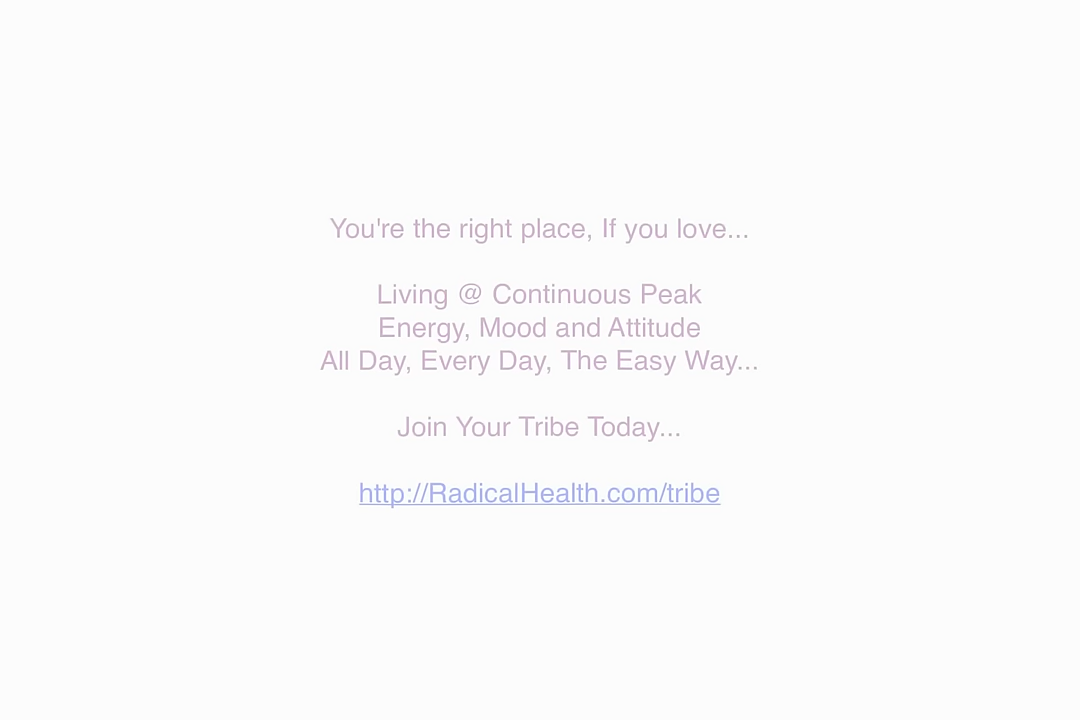 You're the right place, If you love...
Living @ Continuous Peak
Energy, Mood and Attitude
All Day, Every Day, The Easy Way...
Join Your Tribe Today...
http://RadicalHealth.com/tribe